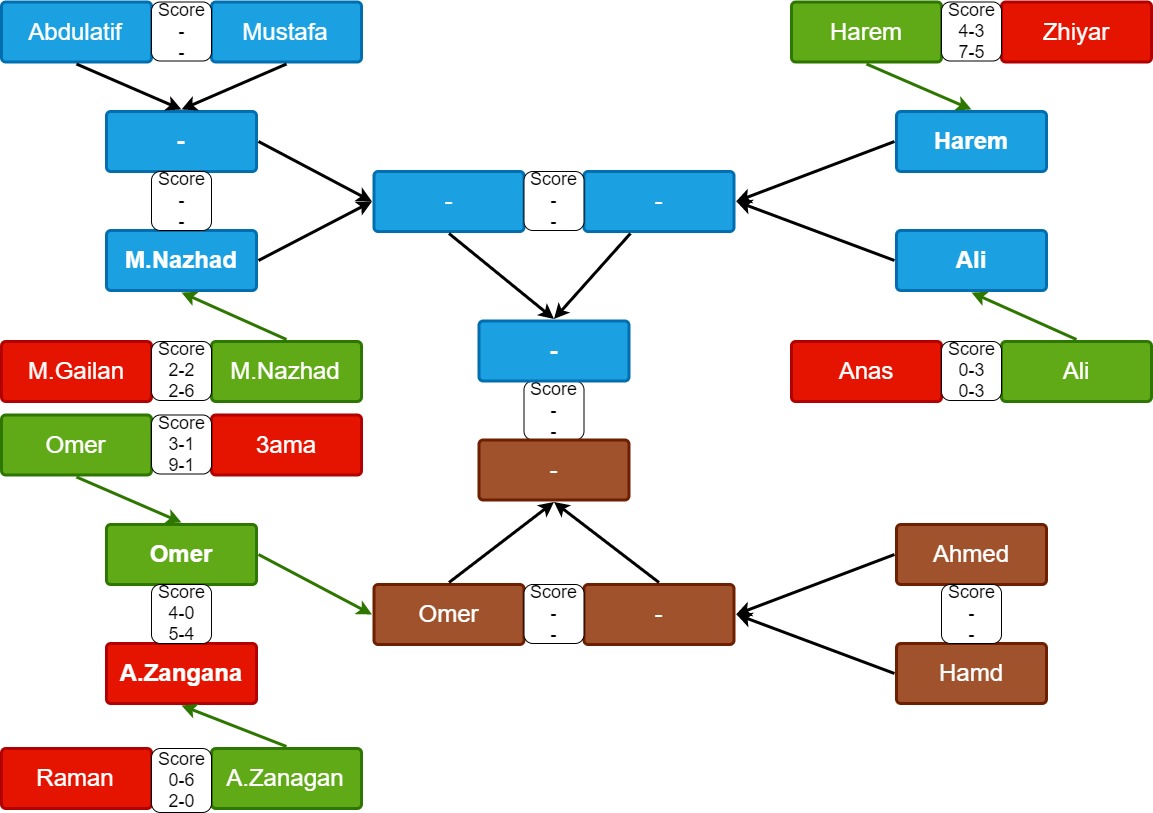 Abdulatif
Score
-
-
Mustafa
Harem
Score
4-3
7-5
Zhiyar
-
Score
-
-
M.Nazhad
-
Score
-
-
-
Harem
Ali
M.Gailan
Score
2-2
2-6
M.Nazhad
-
Score
-
-
-
Anas
Score
0-3
0-3
Ali
Omer
Score
3-1
9-1
3ama
Omer
Score
4-0
5-4
A.Zangana
Omer
Score
-
-
-
Ahmed
Score
-
-
Hamd
Raman
Score
0-6
2-0
A.Zanagan